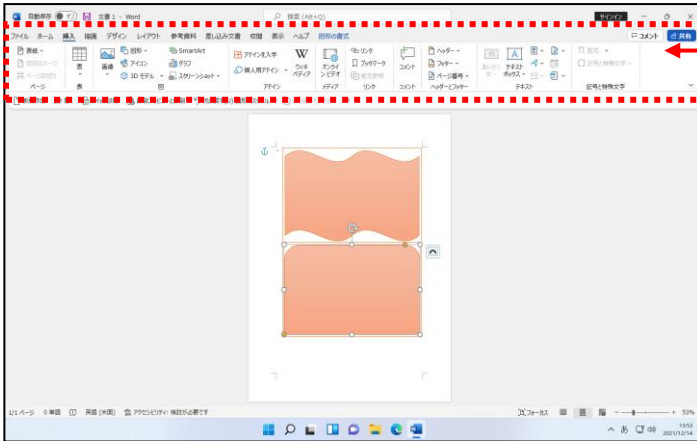 自動保存 文書 1 - Word 検索 (Alt+Q) サインイン
ファイル ホーム 挿入 描画 デザイン レイアウト 参考資料 差し込み文書 校閲 表示 ヘルプ 図形の書式 コメント 共有
表紙 空白のページ ページ区切り ページ
表 表
画像 図形 アイコン 3D モデル SmartArt グラフ スクリーンショット 図
アドインを入手 個人用アドイン ウィキペディア アドイン
オンライン ビデオ メディア
リンク ブックマーク 相互参照 リンク
コメント コメント
ヘッダー フッター ページ番号 ヘッダーとフッター
テキスト ボックス テキスト
数式 記号と特殊文字 記号と特殊文字
1/1 ページ 0 単語 英語 (米国) アクセシビリティ: 検討が必要です フォーカス 53%
あ 13:53
2021/12/14